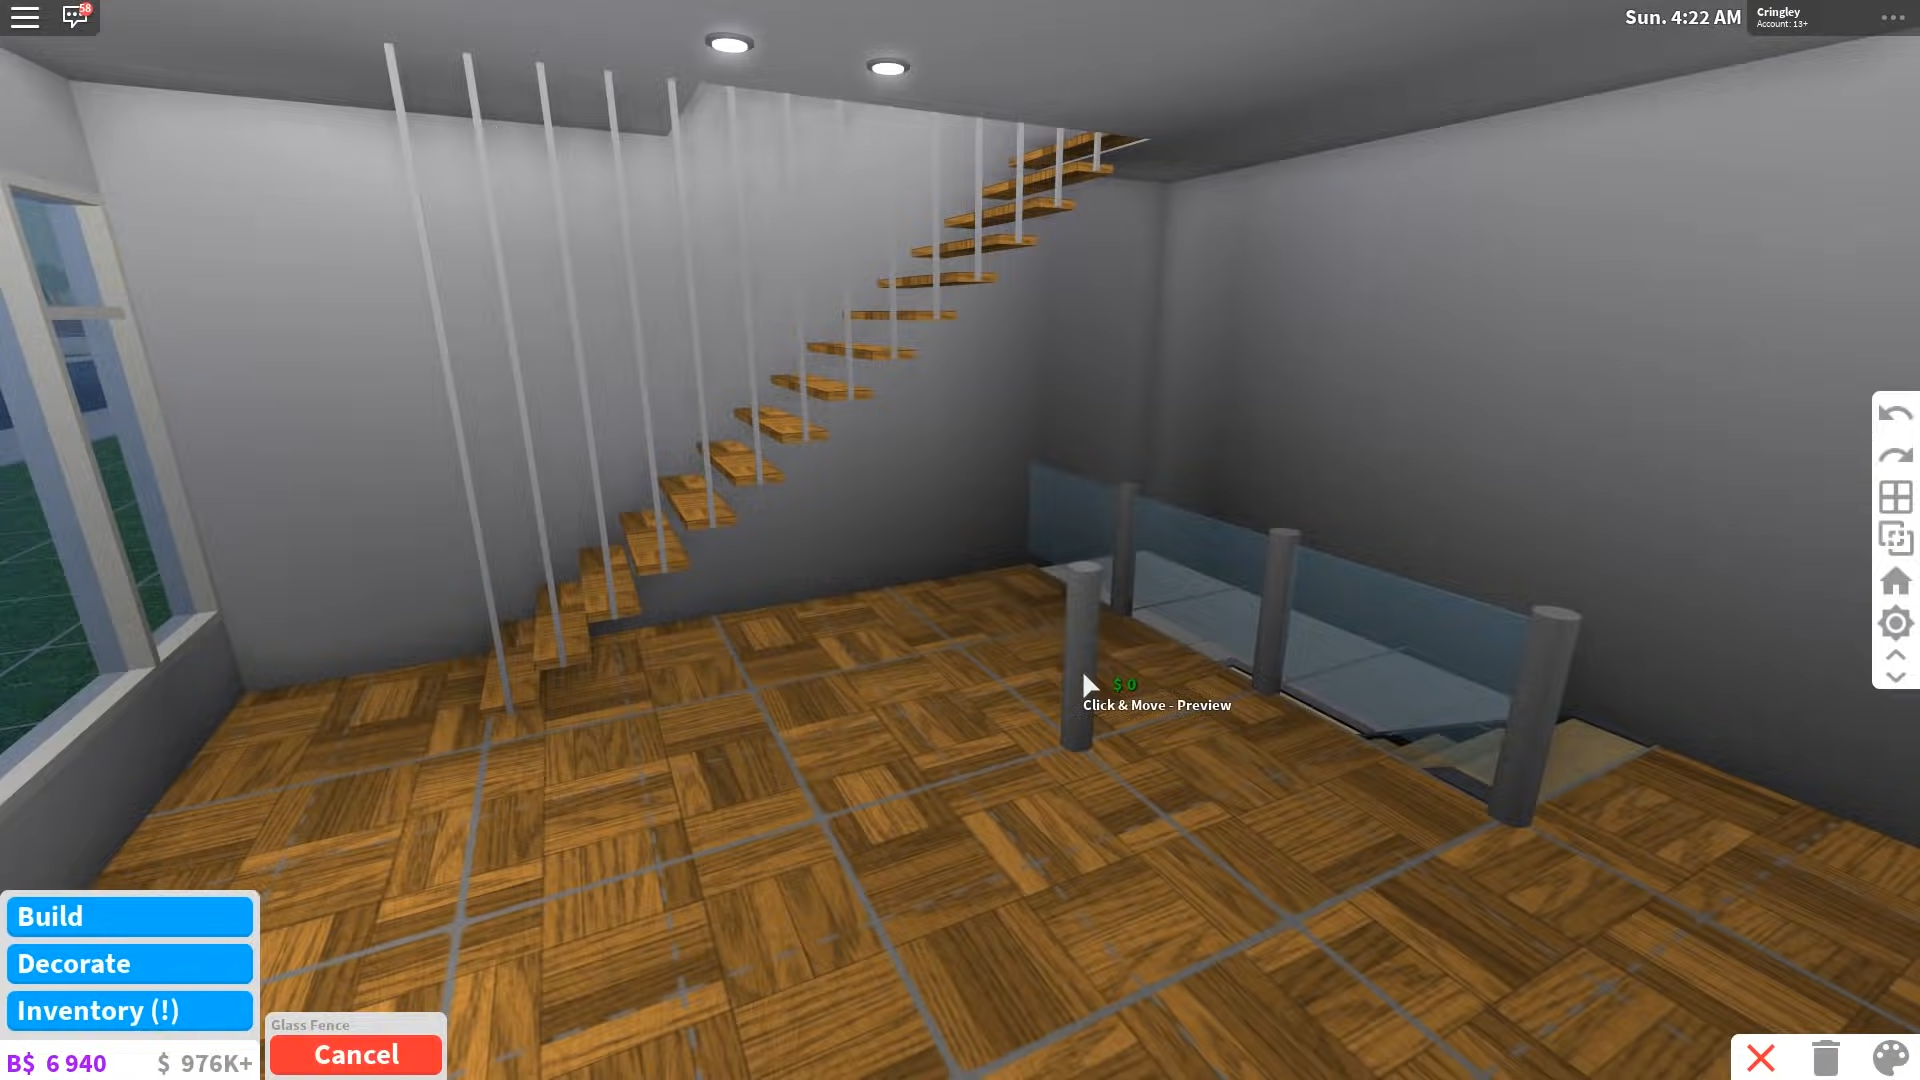 58
Sun. 4:22 AM
Cringley
Account: 13+
$ 0
Click & Move - Preview
Build
Decorate
Inventory (!)
Glass Fence
Cancel
B$ 6 940
$ 976K+